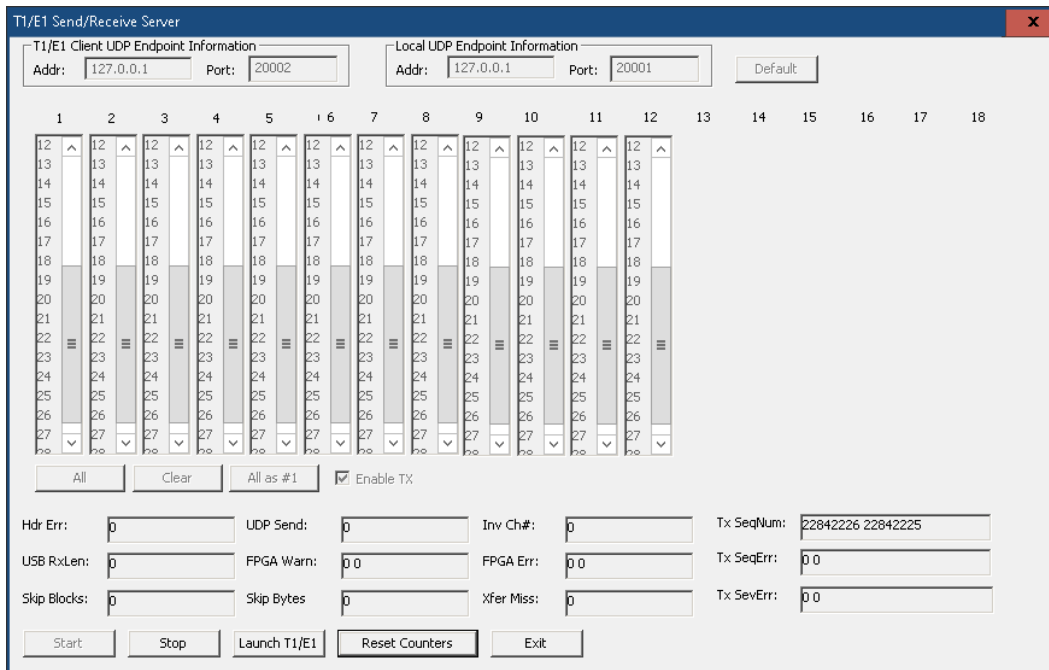 T1/E1 Send/Receive Server x
T1/E1 Client UDP Endpoint Information Local UDP Endpoint Information
Addr: 127.0.0.1 Port: 20002 Addr: 127.0.0.1 Port: 20001 Default
1 2 3 4 5 6 7 8 9 10 11 12 13 14 15 16 17 18
12 12 12 12 12 12 12 12 12 12 12 12
13 13 13 13 13 13 13 13 13 13 13 13
14 14 14 14 14 14 14 14 14 14 14 14
15 15 15 15 15 15 15 15 15 15 15 15
16 16 16 16 16 16 16 16 16 16 16 16
17 17 17 17 17 17 17 17 17 17 17 17
18 18 18 18 18 18 18 18 18 18 18 18
19 19 19 19 19 19 19 19 19 19 19 19
20 20 20 20 20 20 20 20 20 20 20 20
21 21 21 21 21 21 21 21 21 21 21 21
22 22 22 22 22 22 22 22 22 22 22 22
23 23 23 23 23 23 23 23 23 23 23 23
24 24 24 24 24 24 24 24 24 24 24 24
25 25 25 25 25 25 25 25 25 25 25 25
26 26 26 26 26 26 26 26 26 26 26 26
27 27 27 27 27 27 27 27 27 27 27 27
All Clear All as #1 Enable TX
Hdr Err: 0 UDP Send: 0 Inv Ch#: 0 Tx SeqNum: 22842226 22842225
USB RxLen: 0 FPGA Warn: 0 0 FPGA Err: 0 0 Tx SeqErr: 0 0
Skip Blocks: 0 Skip Bytes 0 Xfer Miss: 0 Tx SevErr: 0 0
Start Stop Launch T1/E1 Reset Counters Exit